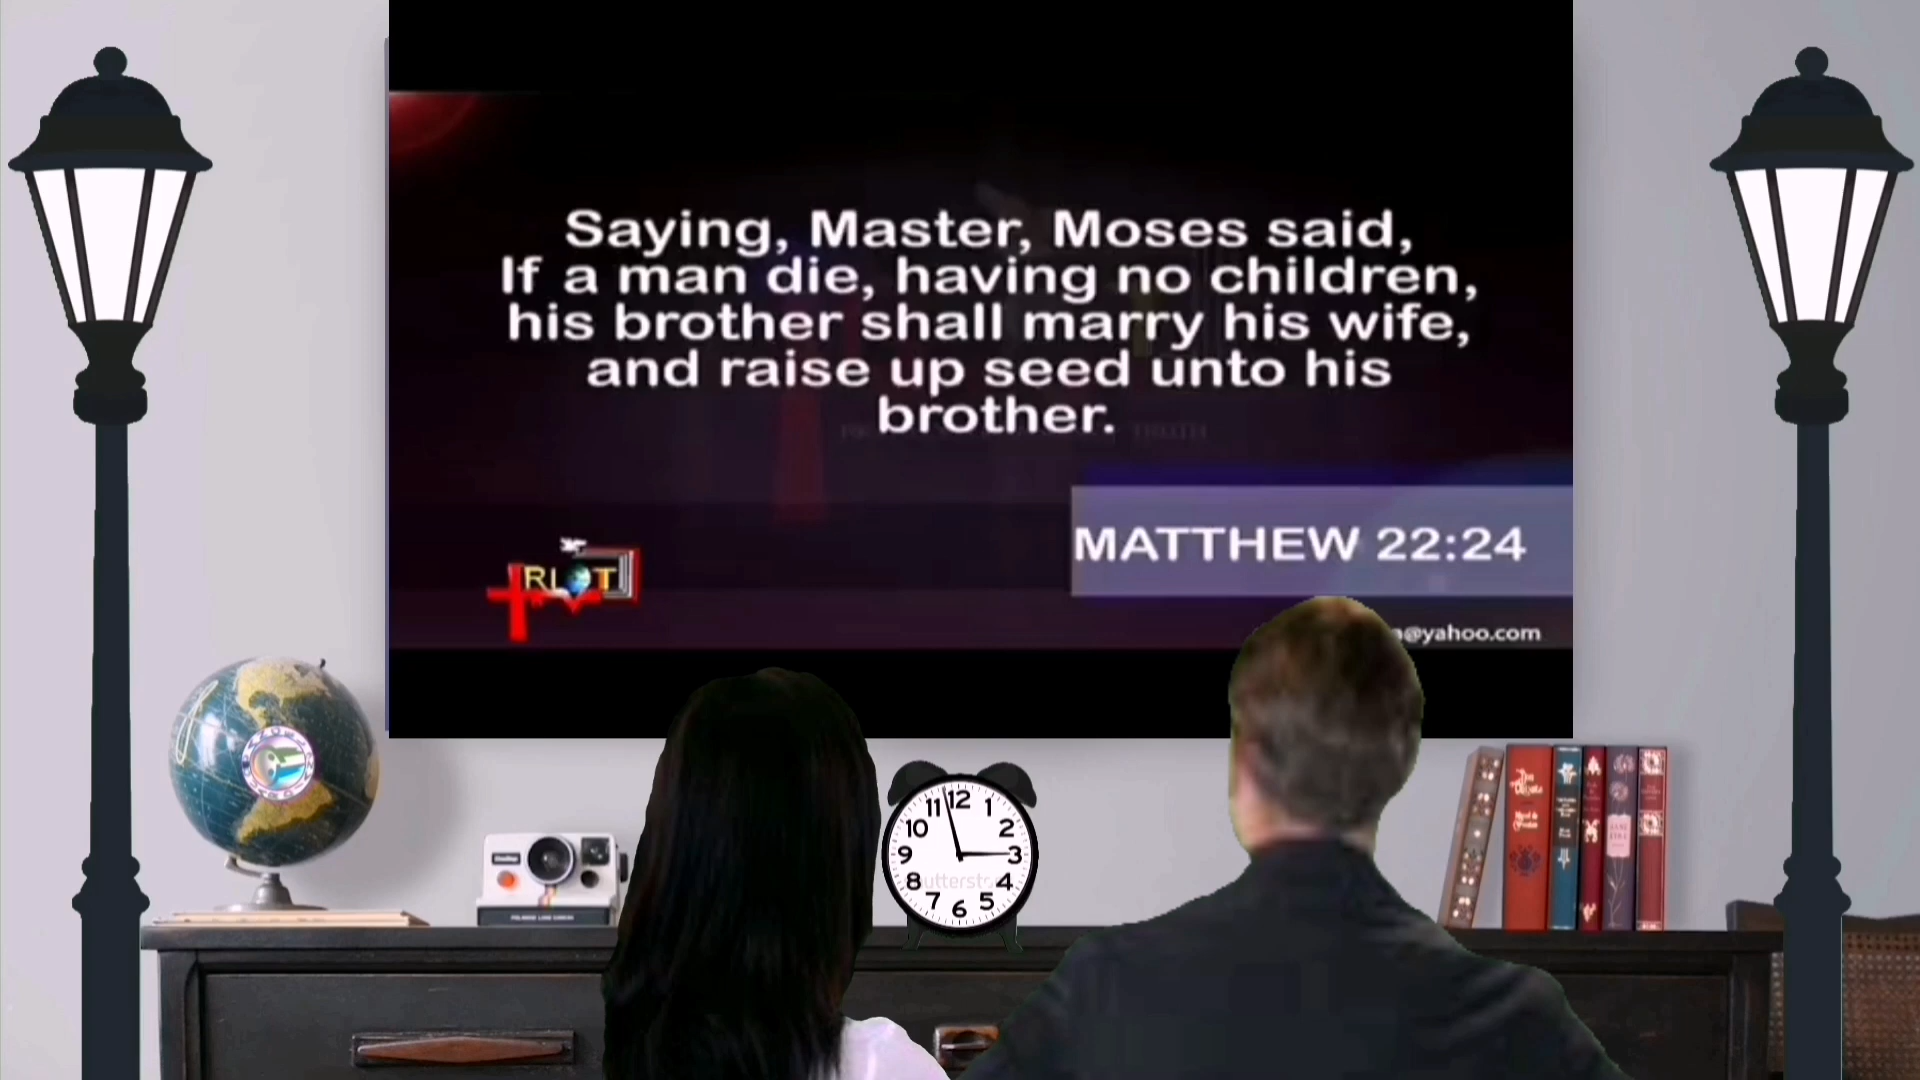 Saying, Master, Moses said,
If a man die, having no children,
his brother shall marry his wife,
and raise up seed unto his
brother.
MATTHEW 22:24
RL T
@yahoo.com
11 12 1
10 2
9 3
8 4
7 6 5